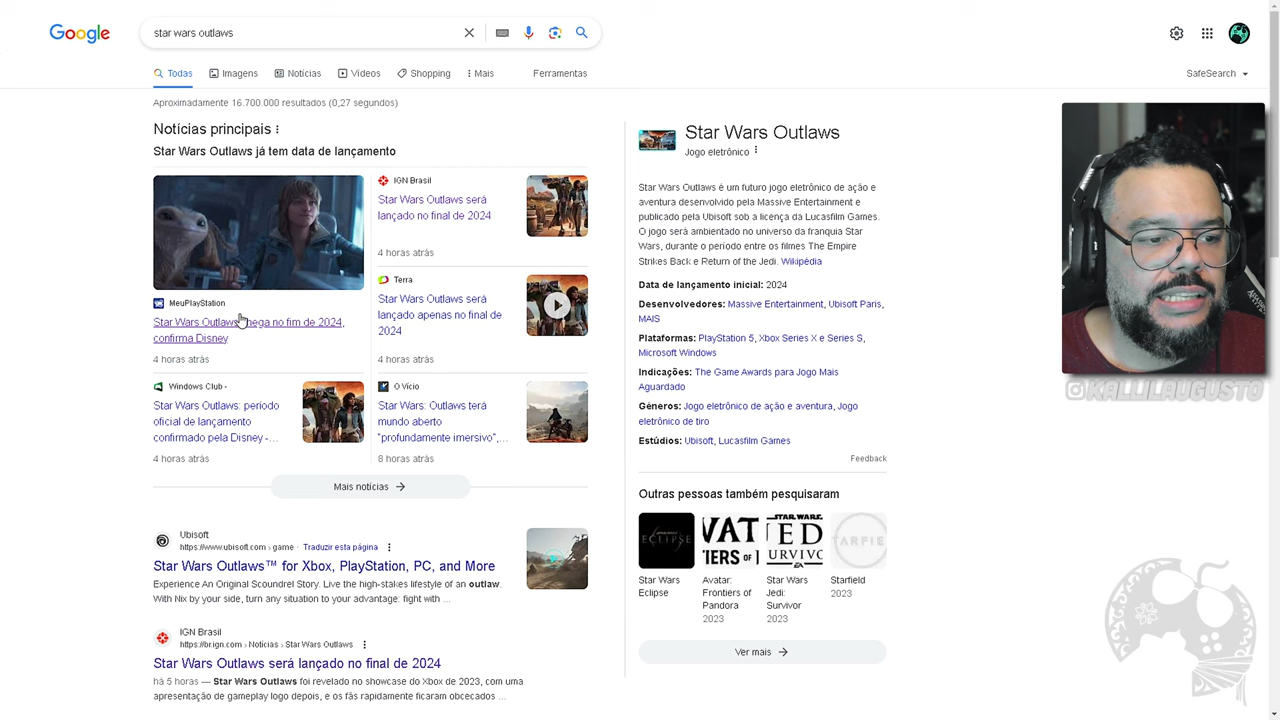 Google
star wars outlaws
Todas
Imagens
Notícias
Vídeos
Shopping
Mais
Ferramentas
SafeSearch
Aproximadamente 16.700.000 resultados (0,27 segundos)
Notícias principais
Star Wars Outlaws já tem data de lançamento
MeuPlayStation
Star Wars Outlaws chega no fim de 2024,
confirma Disney
4 horas atrás
IGN Brasil
Star Wars Outlaws será
lançado no final de 2024
4 horas atrás
Terra
Star Wars Outlaws será
lançado apenas no final de
2024
4 horas atrás
Windows Club -
Star Wars Outlaws: período
oficial de lançamento
confirmado pela Disney -...
4 horas atrás
O Vício
Star Wars: Outlaws terá
mundo aberto
"profundamente imersivo",...
8 horas atrás
Mais notícias
Ubisoft
https://www.ubisoft.com › game · Traduzir esta página
Star Wars Outlaws™ for Xbox, PlayStation, PC, and More
Experience An Original Scoundrel Story. Live the high-stakes lifestyle of an outlaw.
With Nix by your side, turn any situation to your advantage: fight with ...
IGN Brasil
https://br.ign.com › Notícias › Star Wars Outlaws
Star Wars Outlaws será lançado no final de 2024
há 5 horas — Star Wars Outlaws foi revelado no showcase do Xbox de 2023, com uma
apresentação de gameplay logo depois, e os fãs rapidamente ficaram obcecados ...
Star Wars Outlaws
Jogo eletrônico
Star Wars Outlaws é um futuro jogo eletrônico de ação e
aventura desenvolvido pela Massive Entertainment e
publicado pela Ubisoft sob a licença da Lucasfilm Games.
O jogo será ambientado no universo da franquia Star
Wars, durante o período entre os filmes The Empire
Strikes Back e Return of the Jedi. Wikipédia
Data de lançamento inicial: 2024
Desenvolvedores: Massive Entertainment, Ubisoft Paris,
MAIS
Plataformas: PlayStation 5, Xbox Series X e Series S,
Microsoft Windows
Indicações: The Game Awards para Jogo Mais
Aguardado
Gêneros: Jogo eletrônico de ação e aventura, Jogo
eletrônico de tiro
Estúdios: Ubisoft, Lucasfilm Games
Feedback
Outras pessoas também pesquisaram
ECLIPSE
VAT
TIERS OF
STAR WARS
ED
URVIVO
EA
TARFIE
Star Wars
Eclipse
Avatar:
Frontiers of
Pandora
2023
Star Wars
Jedi:
Survivor
2023
Starfield
2023
Ver mais
KALLILAUGUSTO